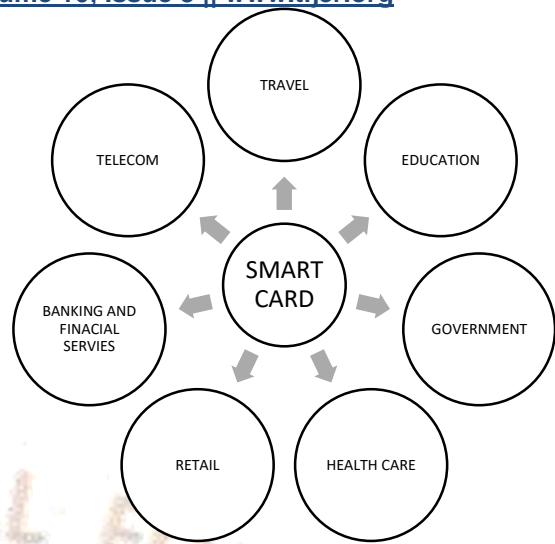 TRAVEL
TELECOM
EDUCATION
SMART
CARD
BANKING AND
FINACIAL
SERVIES
GOVERNMENT
RETAIL
HEALTH CARE